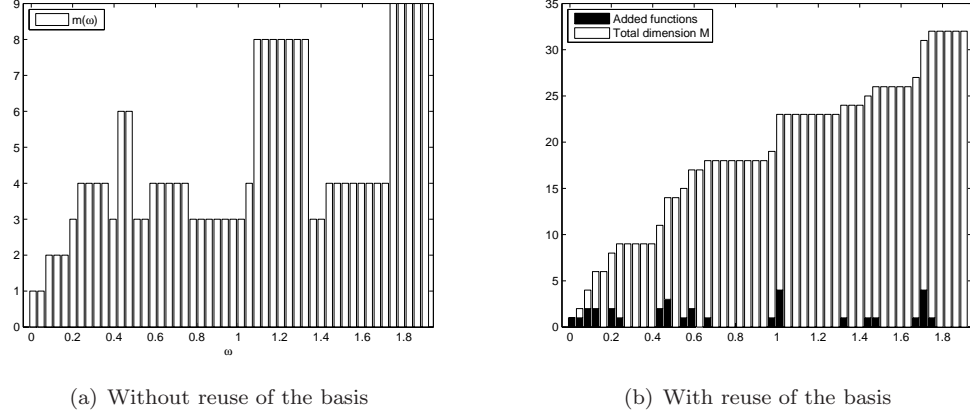 9
8
7
6
5
4
3
2
1
0
m(ω)
0 0.2 0.4 0.6 0.8 1 1.2 1.4 1.6 1.8
ω
(a) Without reuse of the basis
35
30
25
20
15
10
5
0
Added functions
Total dimension M
0 0.2 0.4 0.6 0.8 1 1.2 1.4 1.6 1.8
(b) With reuse of the basis